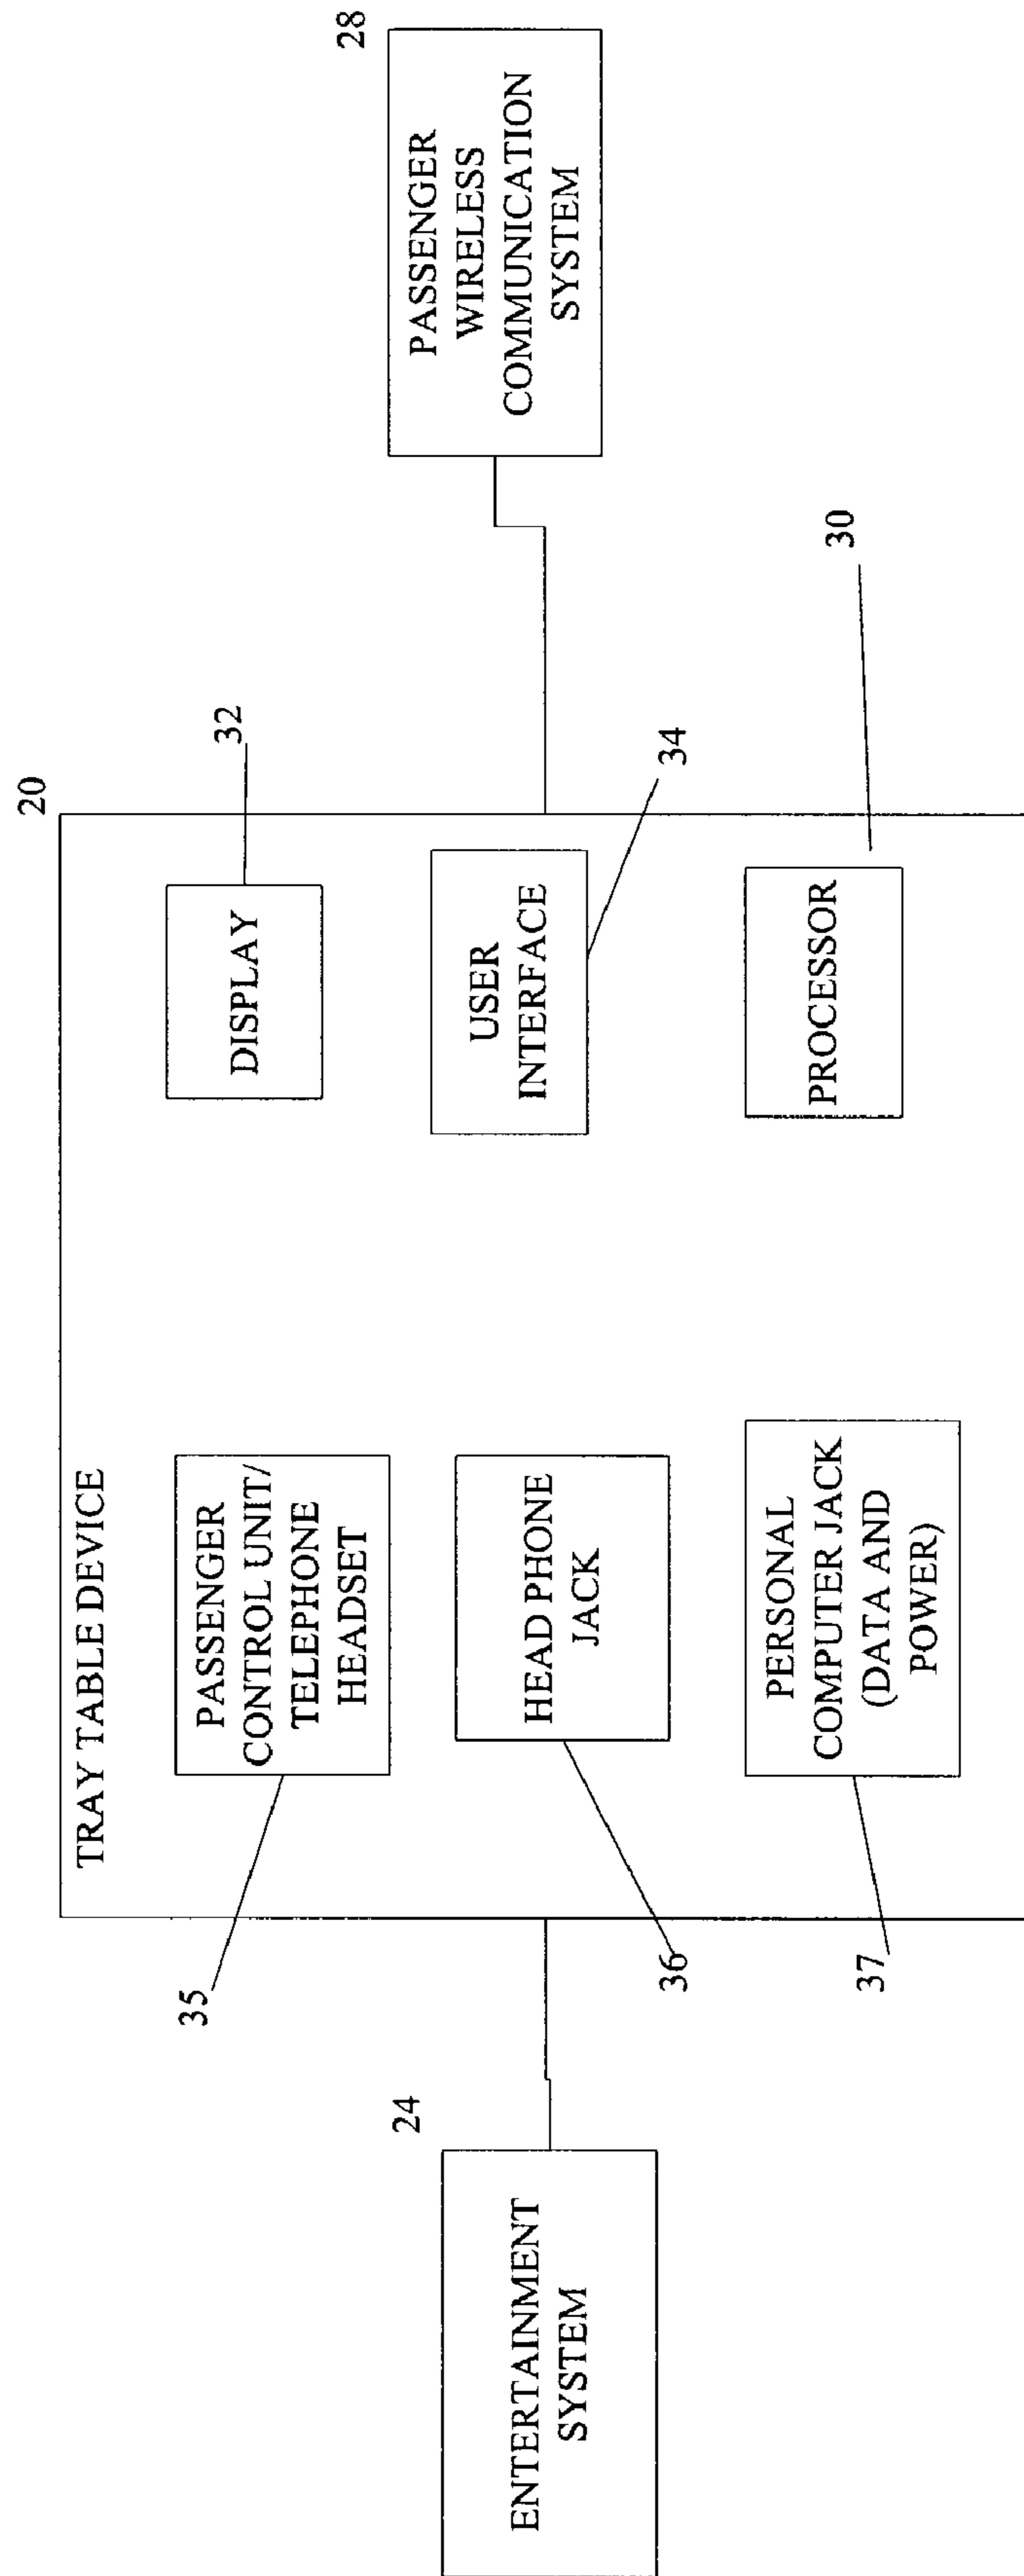 20
TRAY TABLE DEVICE
35
PASSENGER
CONTROL UNIT/
TELEPHONE
HEADSET
32
DISPLAY
28
PASSENGER
WIRELESS
COMMUNICATION
SYSTEM
24
ENTERTAINMENT
SYSTEM
36
HEAD PHONE
JACK
USER
INTERFACE
34
37
PERSONAL
COMPUTER JACK
(DATA AND
POWER)
PROCESSOR
30